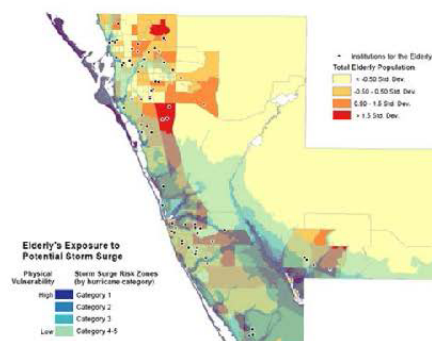 Institutions for the Elderly
Total Elderly Population
< -0.50 Std. Dev.
-0.50 - 0.50 Std. Dev.
0.50 - 1.5 Std. Dev.
> 1.5 Std. Dev.
Elderly's Exposure to
Potential Storm Surge
Physical
Vulnerability
Storm Surge Risk Zones
(by hurricane category)
High
Category 1
Category 2
Category 3
Low
Category 4-5